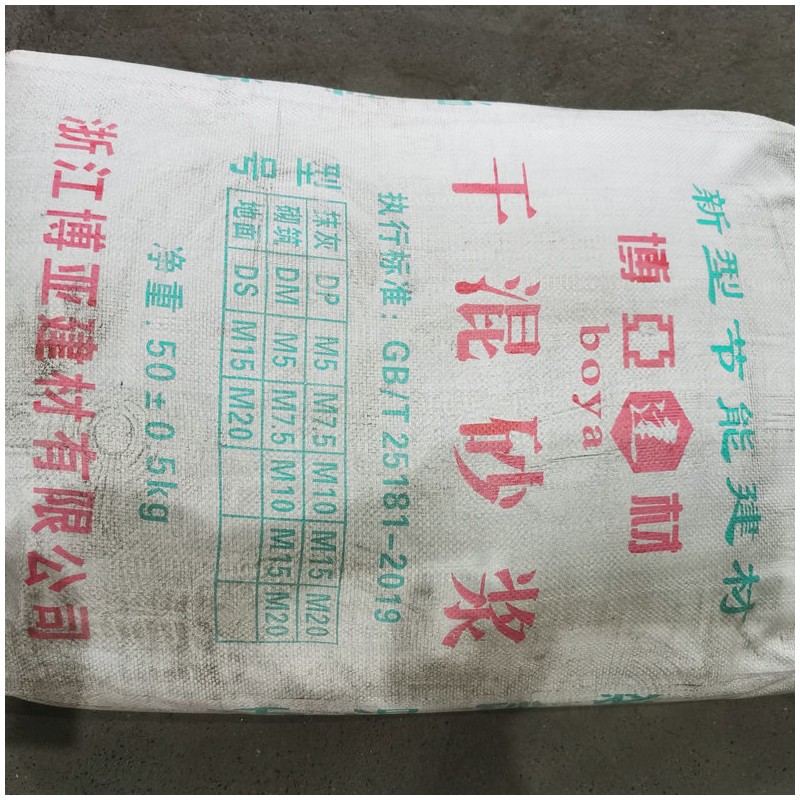 新型节能建材
博亚建材
boya
干混砂浆
执行标准: GB/T 25181-2019
型号
抹灰 DP M5 M7.5 M10 M15 M20
砌筑 DM M5 M7.5 M10 M15 M20
地面 DS M15 M20
净重: 50±0.5kg
浙江博亚建材有限公司